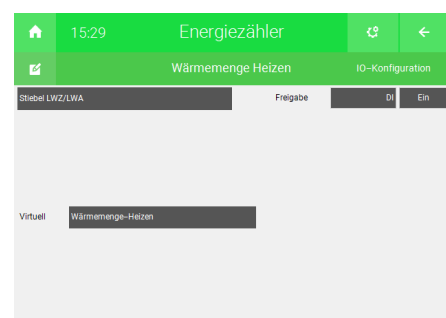 15:29 Energiezähler
Wärmemenge Heizen IO-Konfiguration
Stiebel LWZ/LWA Freigabe DI Ein
Virtuell Wärmemenge-Heizen